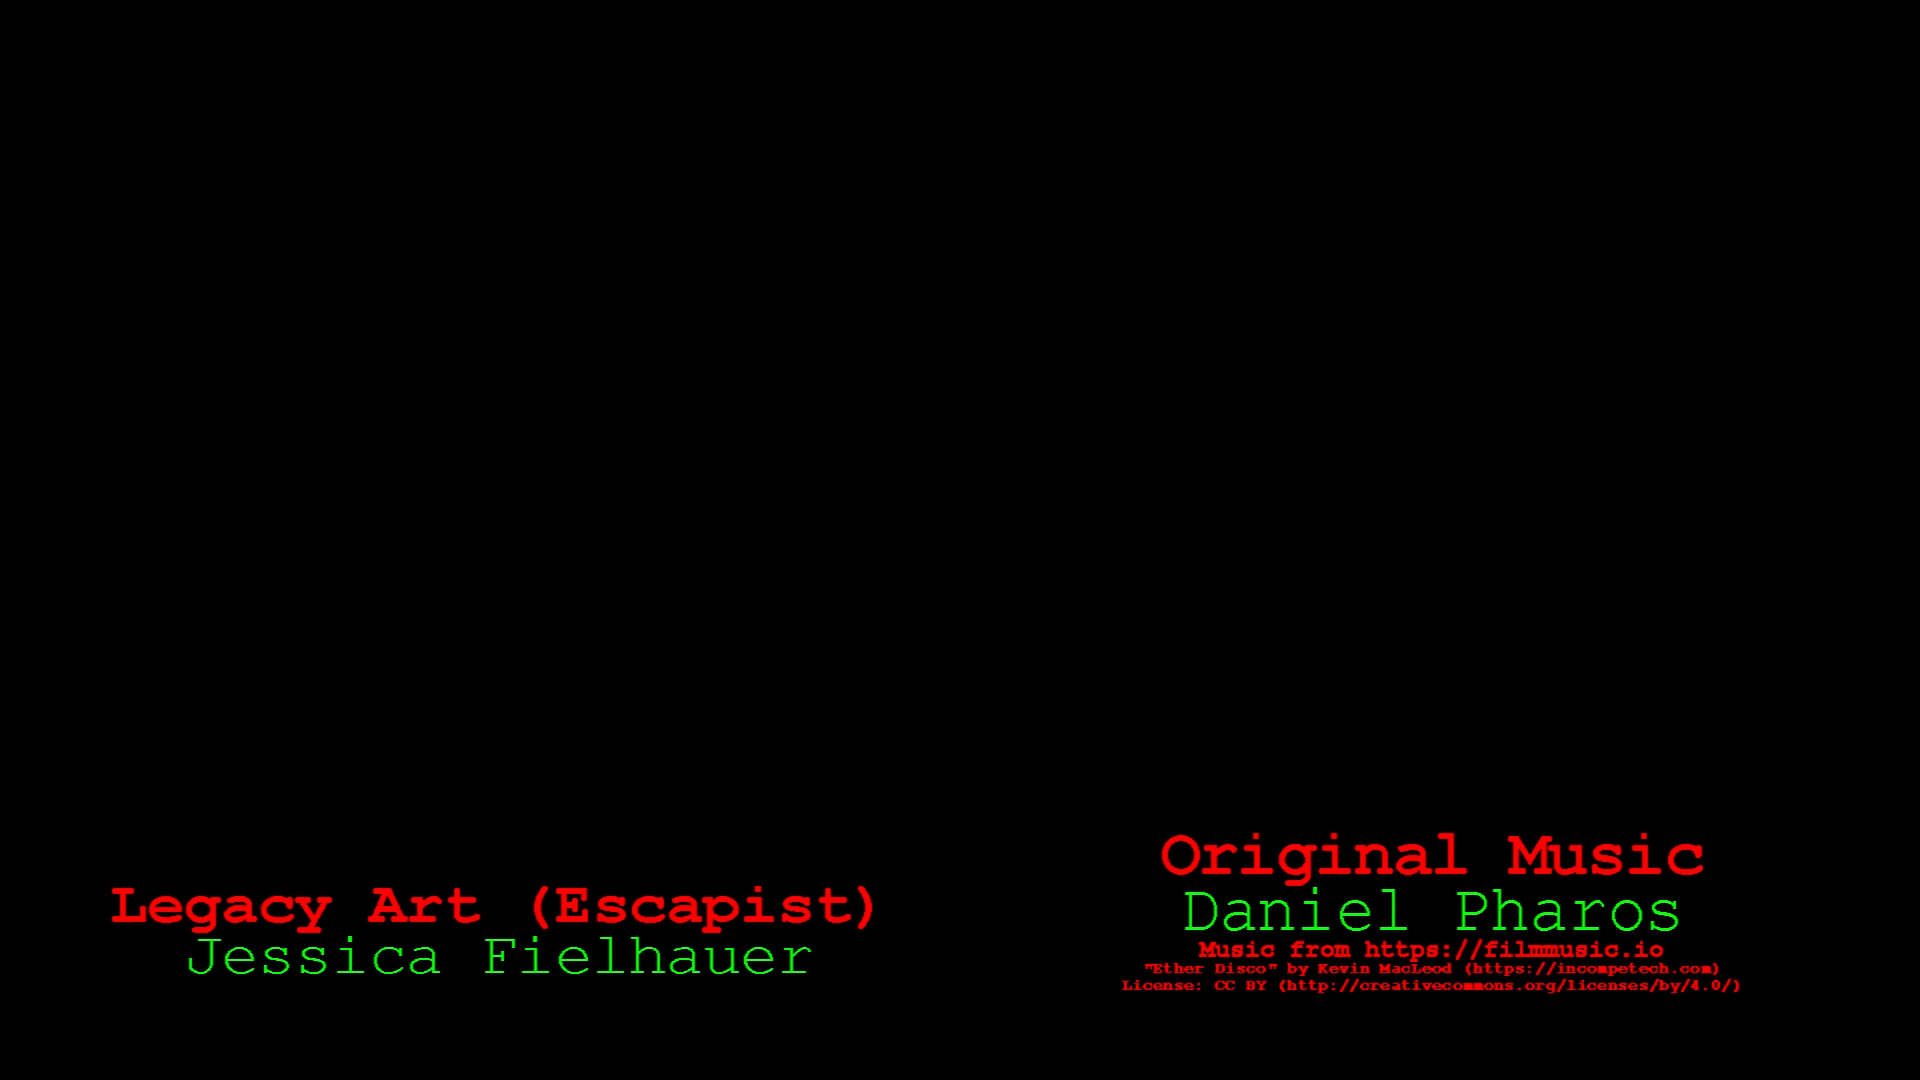 Legacy Art (Escapist)
Jessica Fielhauer
Original Music
Daniel Pharos
Music from https://filmmusic.io
"Ether Disco" by Kevin MacLeod (https://incompetech.com)
License: CC BY (http://creativecommons.org/licenses/by/4.0/)